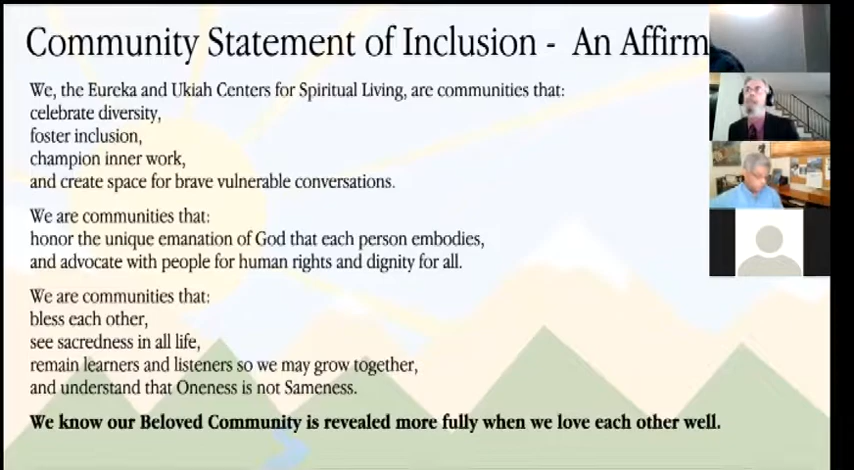 Community Statement of Inclusion - An Affirm
We, the Eureka and Ukiah Centers for Spiritual Living, are communities that:
celebrate diversity,
foster inclusion,
champion inner work,
and create space for brave vulnerable conversations.
We are communities that:
honor the unique emanation of God that each person embodies,
and advocate with people for human rights and dignity for all.
We are communities that:
bless each other,
see sacredness in all life,
remain learners and listeners so we may grow together,
and understand that Oneness is not Sameness.
We know our Beloved Community is revealed more fully when we love each other well.